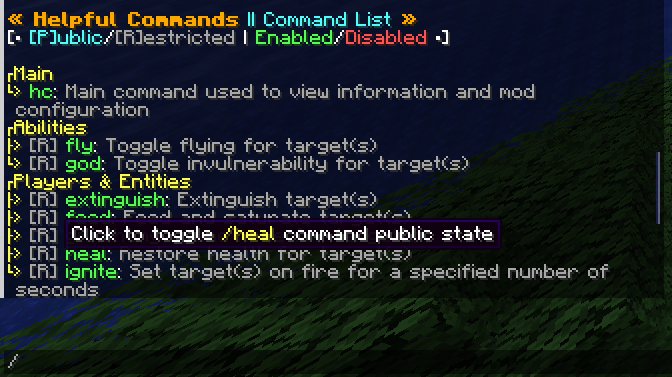 « Helpful Commands || Command List »
[• [P]ublic/[R]estricted | Enabled/Disabled •]
┌Main
└> hc: Main command used to view information and mod
configuration
┌Abilities
├> [R] fly: Toggle flying for target(s)
└> [R] god: Toggle invulnerability for target(s)
┌Players & Entities
├> [R] extinguish: Extinguish target(s)
├> [R] feed: Feed and saturate target(s)
├> [R]
Click to toggle /heal command public state
├> [R] heal: Restore health for target(s)
└> [R] ignite: Set target(s) on fire for a specified number of
seconds
/